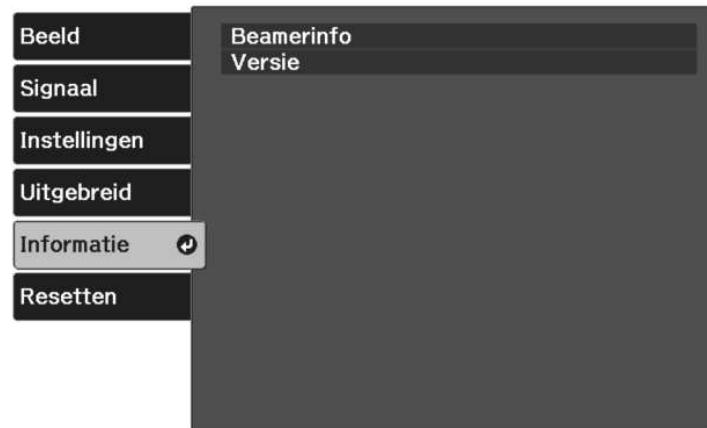 Beeld
Signaal
Instellingen
Uitgebreid
Informatie
Resetten
Beamerinfo
Versie